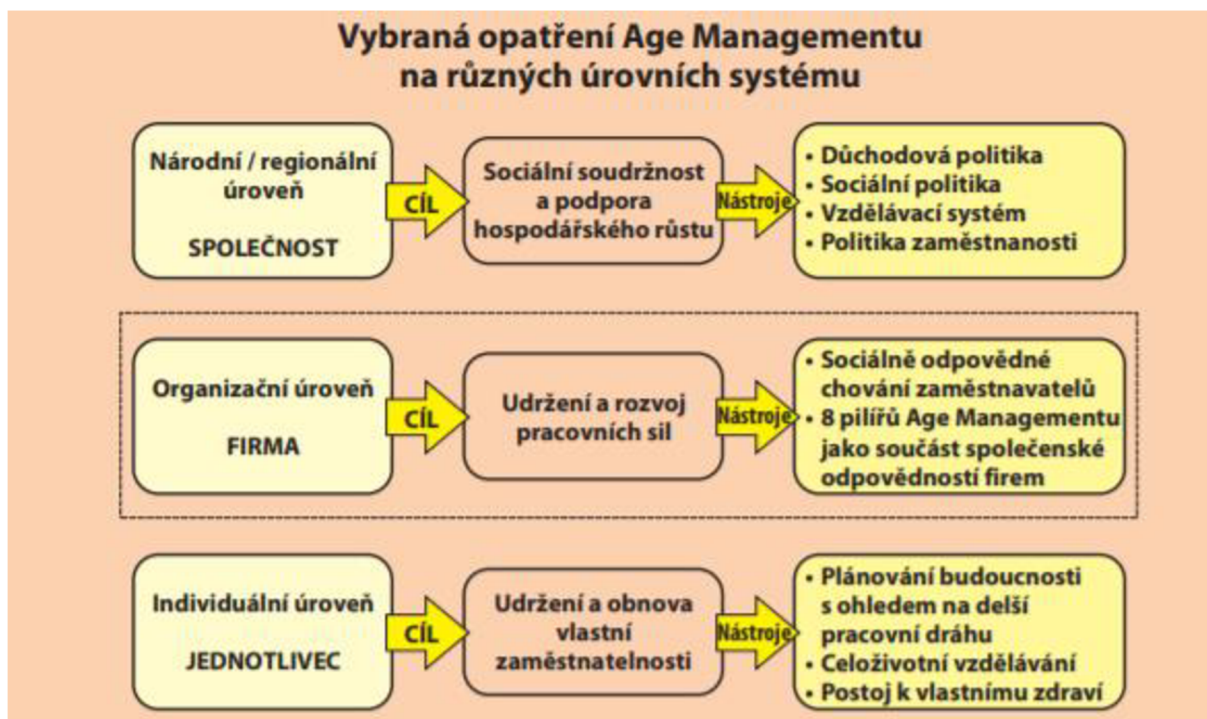 Vybraná opatření Age Managementu
na různých úrovních systému
Národní / regionální
úroveň
SPOLEČNOST
CÍL
Sociální soudržnost
a podpora
hospodářského růstu
Nástroje
• Důchodová politika
• Sociální politika
• Vzdělávací systém
• Politika zaměstnanosti
Organizační úroveň
FIRMA
CÍL
Udržení a rozvoj
pracovních sil
Nástroje
• Sociálně odpovědné
chování zaměstnavatelů
• 8 pilířů Age Managementu
jako součást společenské
odpovědností firem
Individuální úroveň
JEDNOTLIVEC
CÍL
Udržení a obnova
vlastní
zaměstnatelnosti
Nástroje
• Plánování budoucnosti
s ohledem na delší
pracovní dráhu
• Celoživotní vzdělávání
• Postoj k vlastnímu zdraví